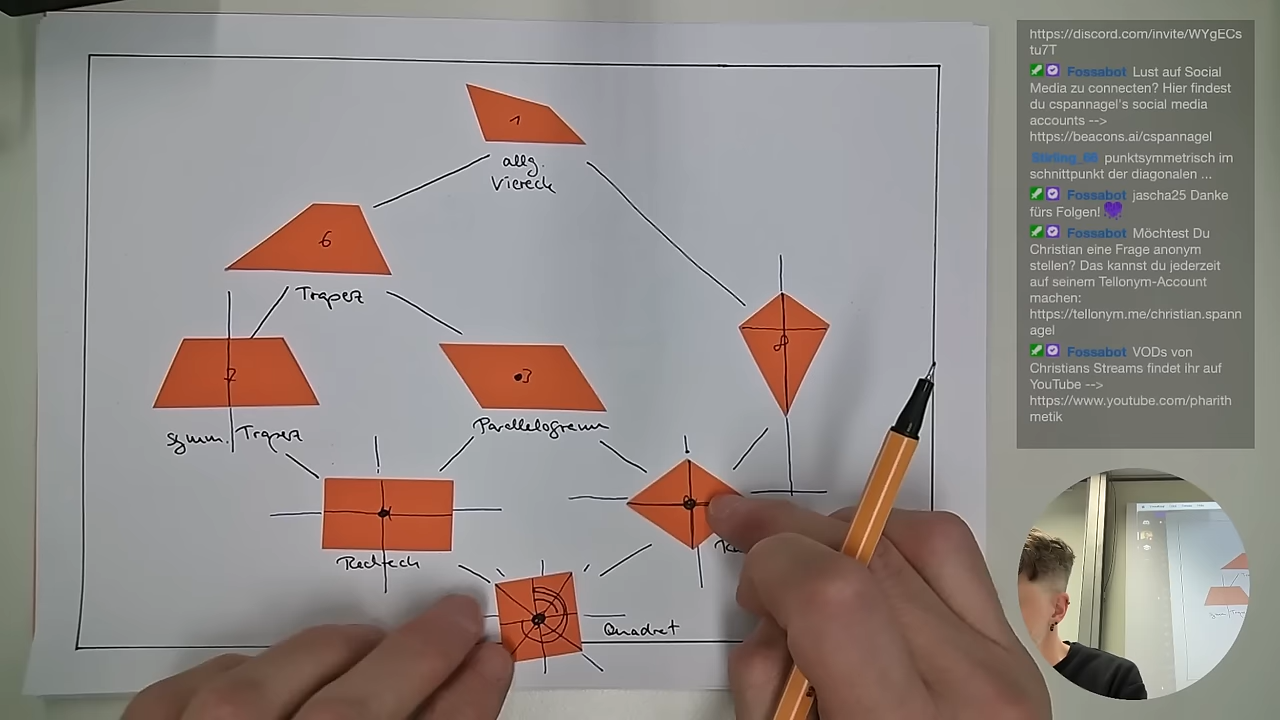 1
allg.
Viereck
6
Trapez
2
Symm. Trapez
3
Parallelogramm
8
Rechteck
Quadrat
https://discord.com/invite/WYgECs
tu7T
Fossabot Lust auf Social
Media zu connecten? Hier findest
du cspannagel's social media
accounts -->
https://beacons.ai/cspannagel
Stirling_66 punktsymmetrisch im
schnittpunkt der diagonalen ...
Fossabot jascha25 Danke
fürs Folgen!
Fossabot Möchtest Du
Christian eine Frage anonym
stellen? Das kannst du jederzeit
auf seinem Tellonym-Account
machen:
https://tellonym.me/christian.spann
agel
Fossabot VODs von
Christians Streams findet ihr auf
YouTube -->
https://www.youtube.com/pharith
metik